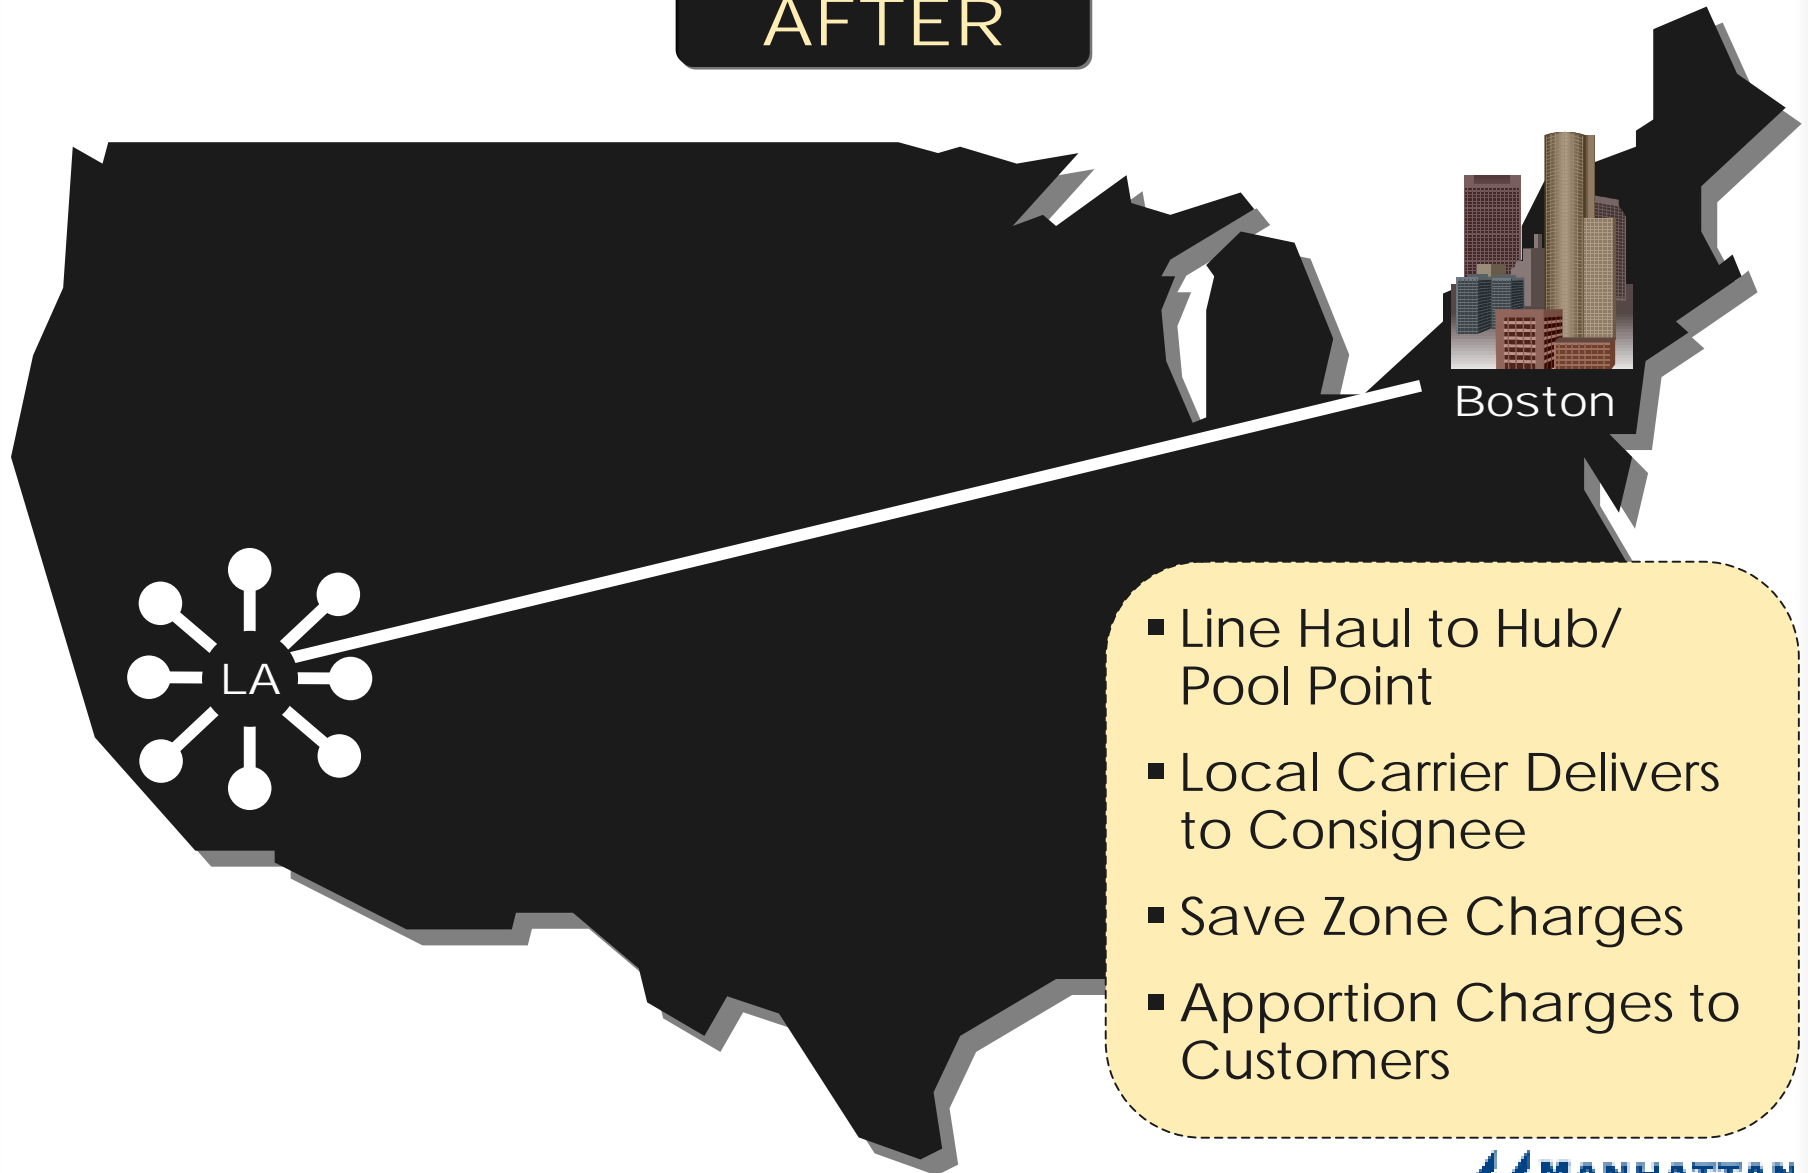 AFTER
Boston
LA
▪ Line Haul to Hub/
Pool Point
▪ Local Carrier Delivers
to Consignee
▪ Save Zone Charges
▪ Apportion Charges to
Customers
MANHATTAN